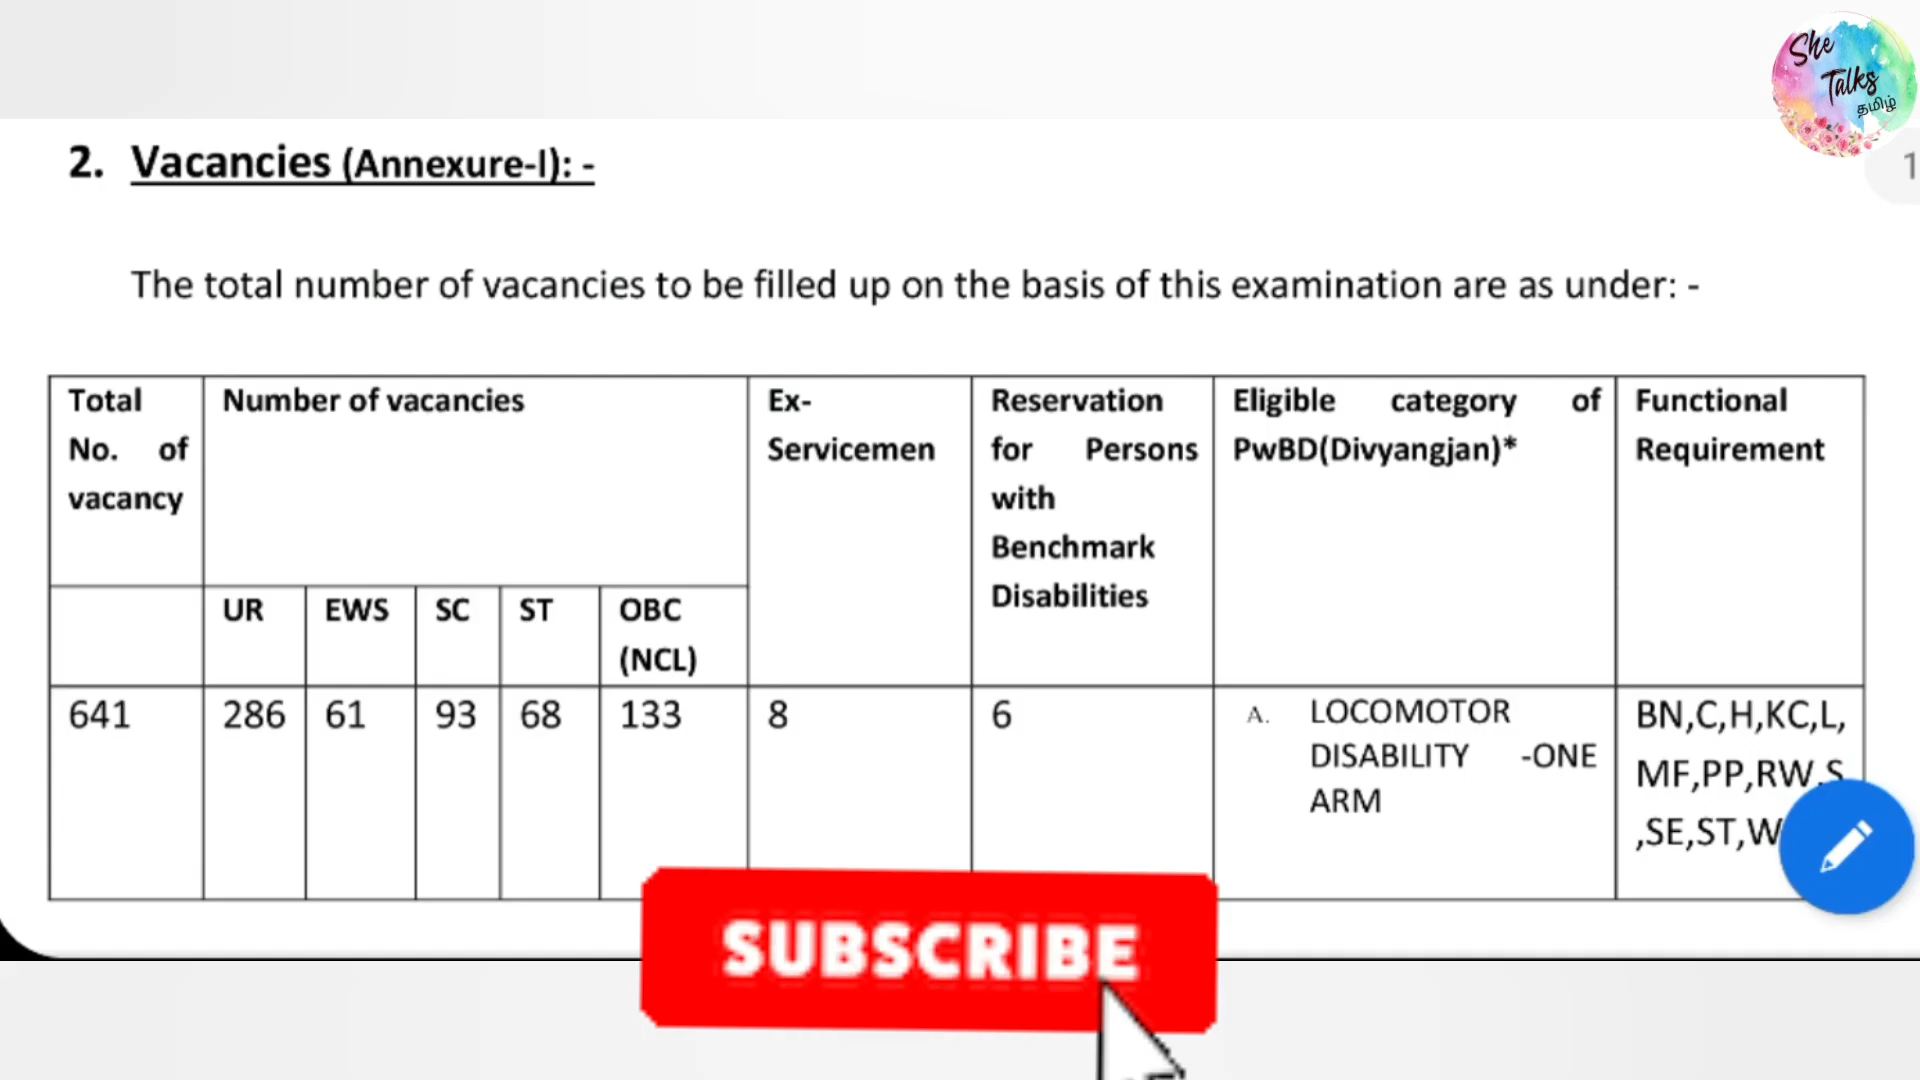 She
Talks
தமிழ்
1
2. Vacancies (Annexure-I): -
The total number of vacancies to be filled up on the basis of this examination are as under: -
Total No. of vacancy
Number of vacancies
Ex-Servicemen
Reservation for Persons with Benchmark Disabilities
Eligible category of PwBD(Divyangjan)*
Functional Requirement
UR EWS SC ST OBC (NCL)
641 286 61 93 68 133 8 6
A. LOCOMOTOR DISABILITY -ONE ARM
BN,C,H,KC,L,
MF,PP,RW,S
,SE,ST,W
SUBSCRIBE